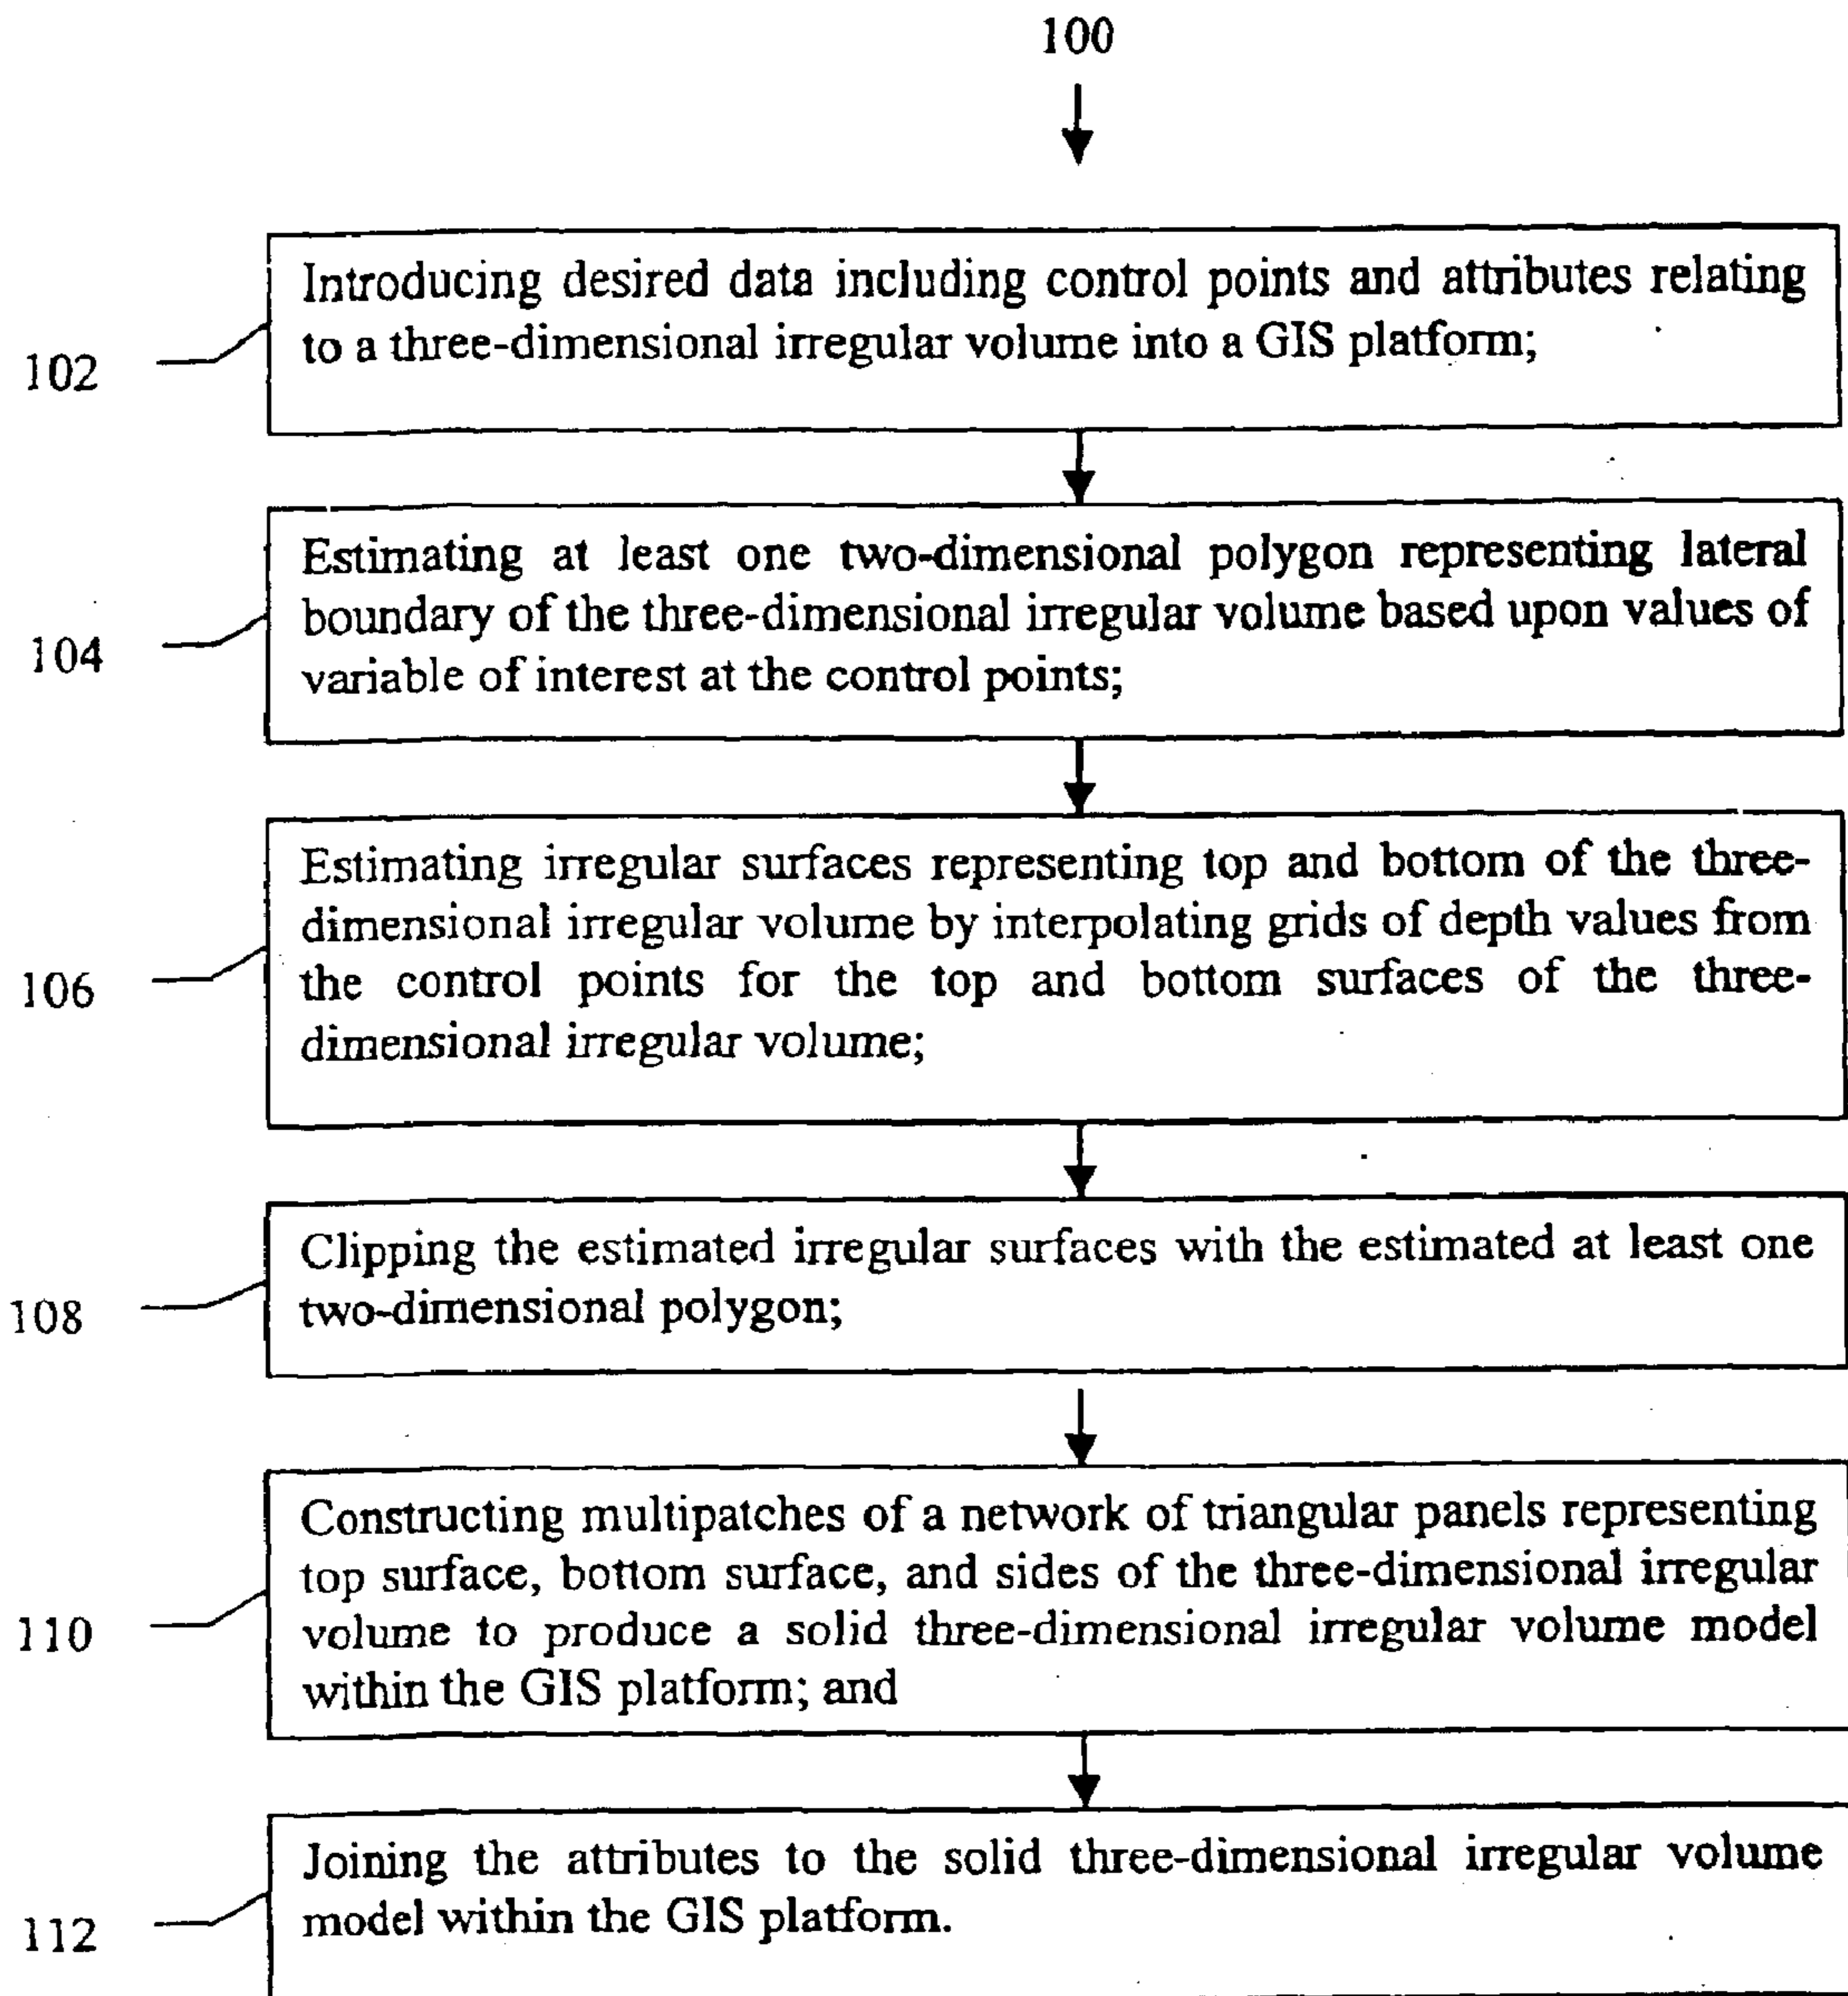 100
102
Introducing desired data including control points and attributes relating
to a three-dimensional irregular volume into a GIS platform;
104
Estimating at least one two-dimensional polygon representing lateral
boundary of the three-dimensional irregular volume based upon values of
variable of interest at the control points;
106
Estimating irregular surfaces representing top and bottom of the three-
dimensional irregular volume by interpolating grids of depth values from
the control points for the top and bottom surfaces of the three-
dimensional irregular volume;
108
Clipping the estimated irregular surfaces with the estimated at least one
two-dimensional polygon;
110
Constructing multipatches of a network of triangular panels representing
top surface, bottom surface, and sides of the three-dimensional irregular
volume to produce a solid three-dimensional irregular volume model
within the GIS platform; and
112
Joining the attributes to the solid three-dimensional irregular volume
model within the GIS platform.